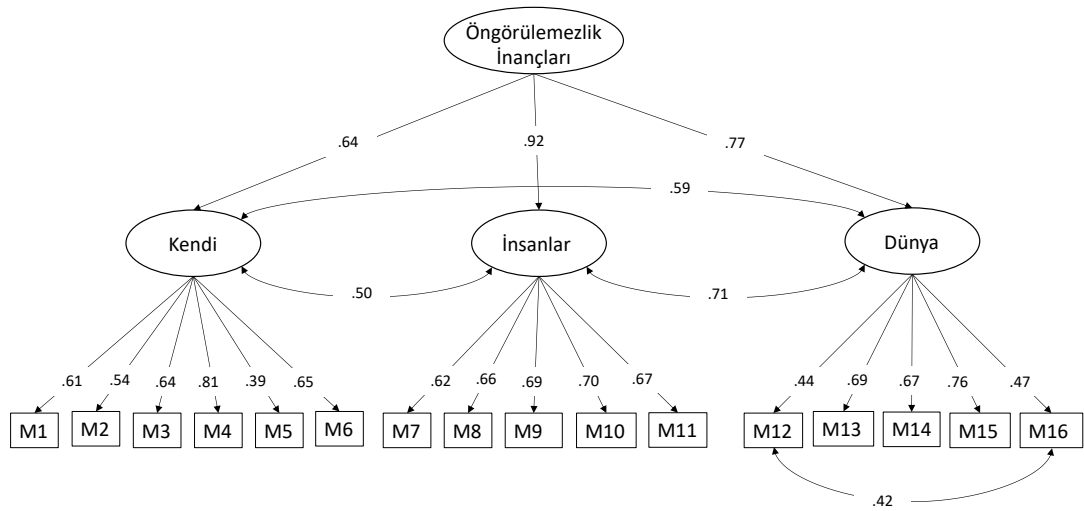 Öngörülemezlik
İnançları
.64
.92
.77
.59
Kendi
İnsanlar
Dünya
.50
.71
.61
.54
.64
.81
.39
.65
.62
.66
.69
.70
.67
.44
.69
.67
.76
.47
M1
M2
M3
M4
M5
M6
M7
M8
M9
M10
M11
M12
M13
M14
M15
M16
.42